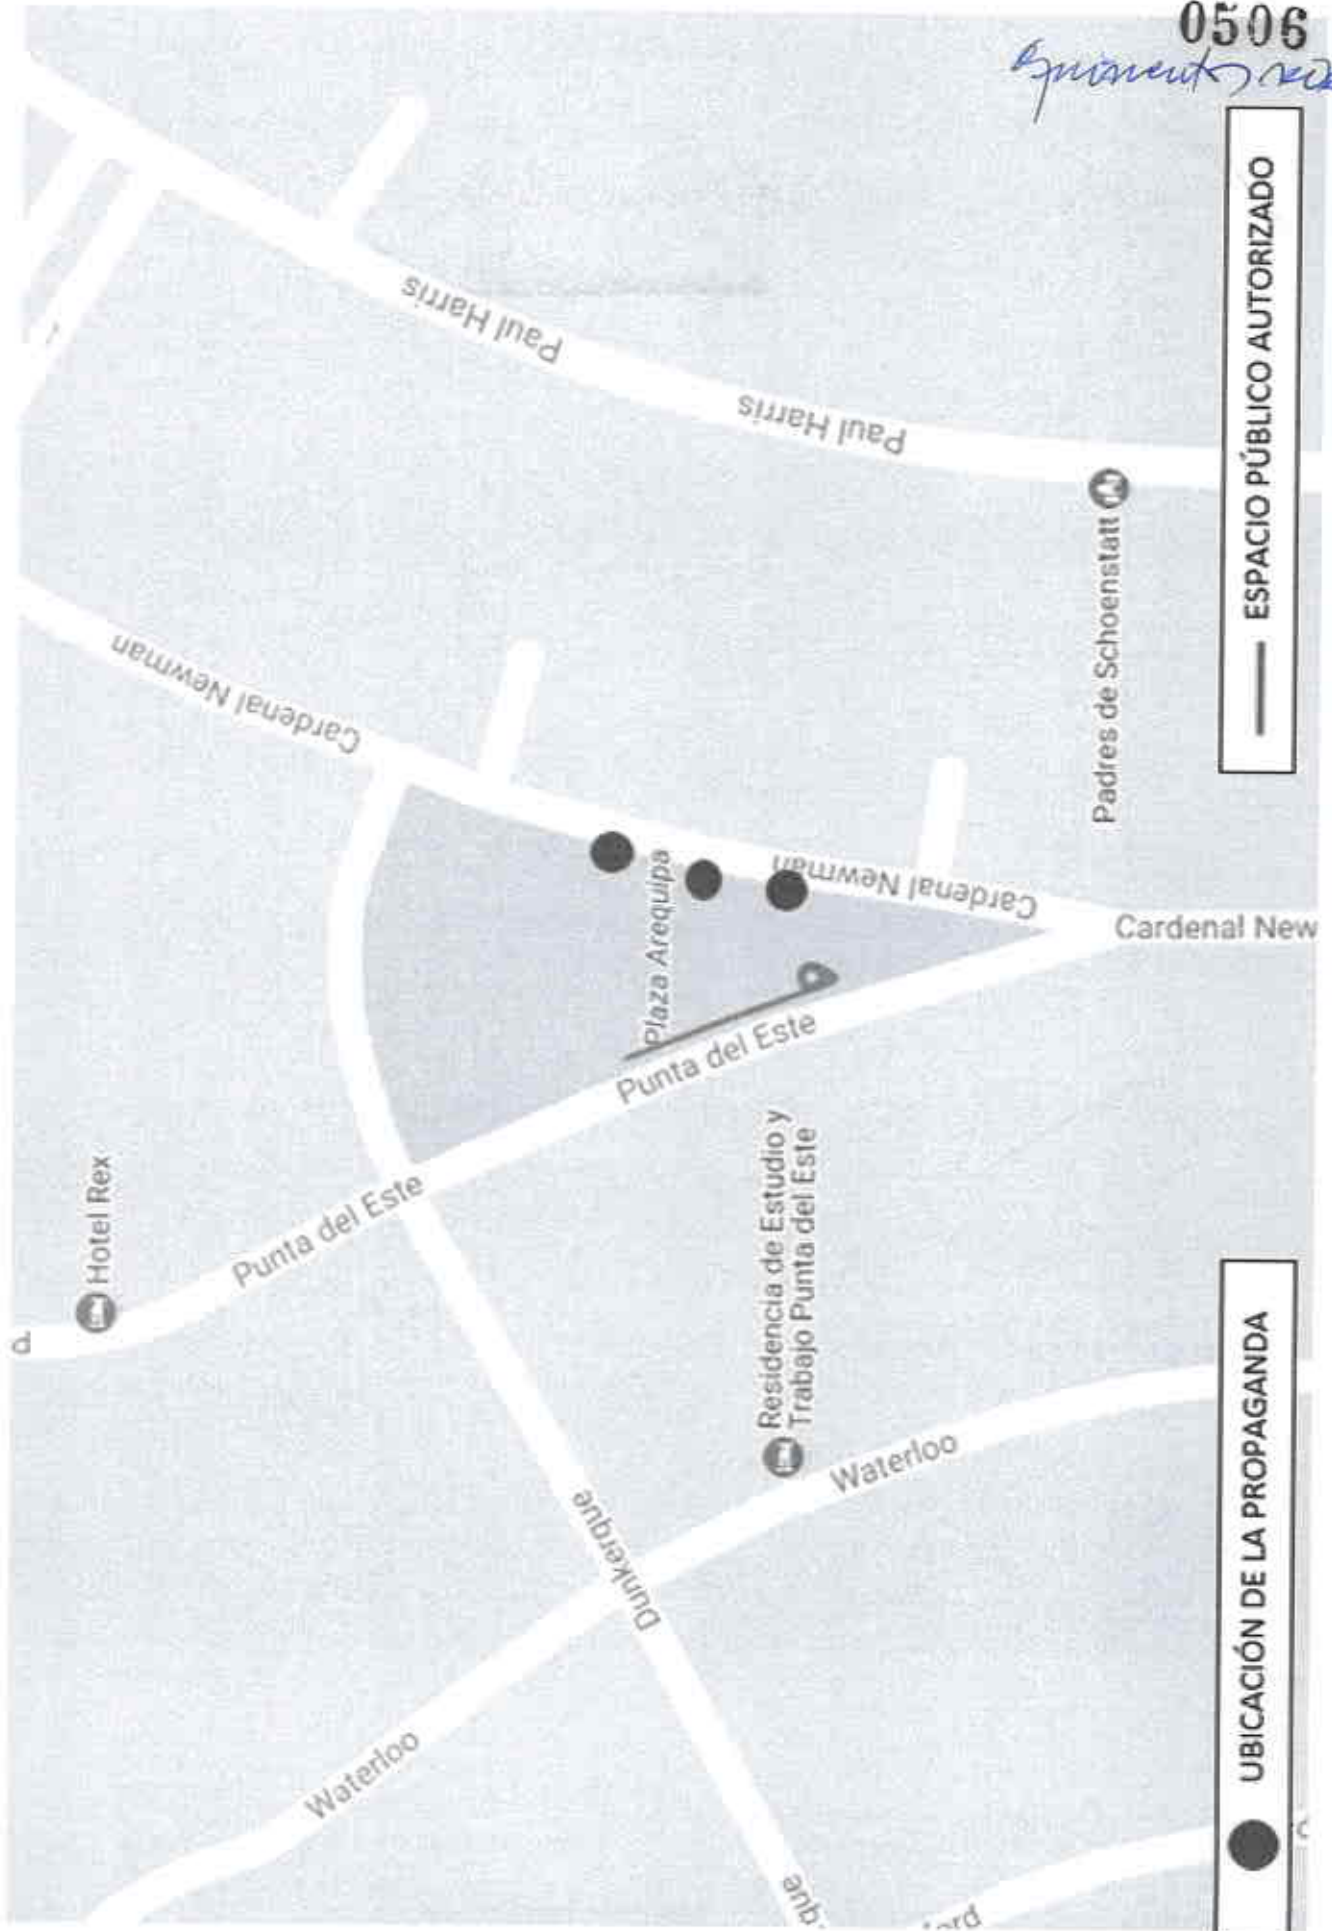 0506
Paul Harris
Paul Harris
Cardenal Newman
Cardenal Newman
Cardenal New
Padres de Schoenstatt
Plaza Arequipa
Punta del Este
Punta del Este
Hotel Rex
Residencia de Estudio y
Trabajo Punta del Este
Waterloo
Waterloo
Dunkerque
que
ord
ESPACIO PÚBLICO AUTORIZADO
UBICACIÓN DE LA PROPAGANDA